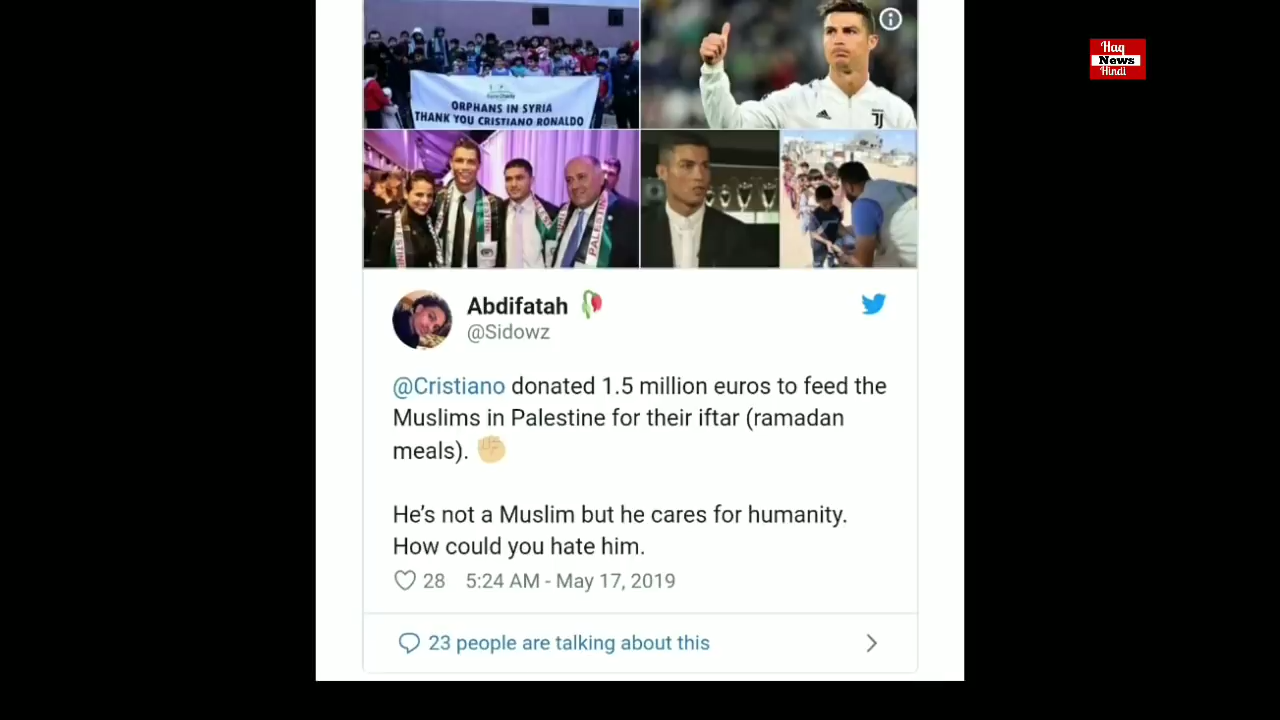 Haq
News
Hindi
ORPHANS IN SYRIA
THANK YOU CRISTIANO RONALDO
PALESTINE
Abdifatah
@Sidowz
@Cristiano donated 1.5 million euros to feed the
Muslims in Palestine for their iftar (ramadan
meals). ✊🏼
He's not a Muslim but he cares for humanity.
How could you hate him.
28 5:24 AM - May 17, 2019
23 people are talking about this